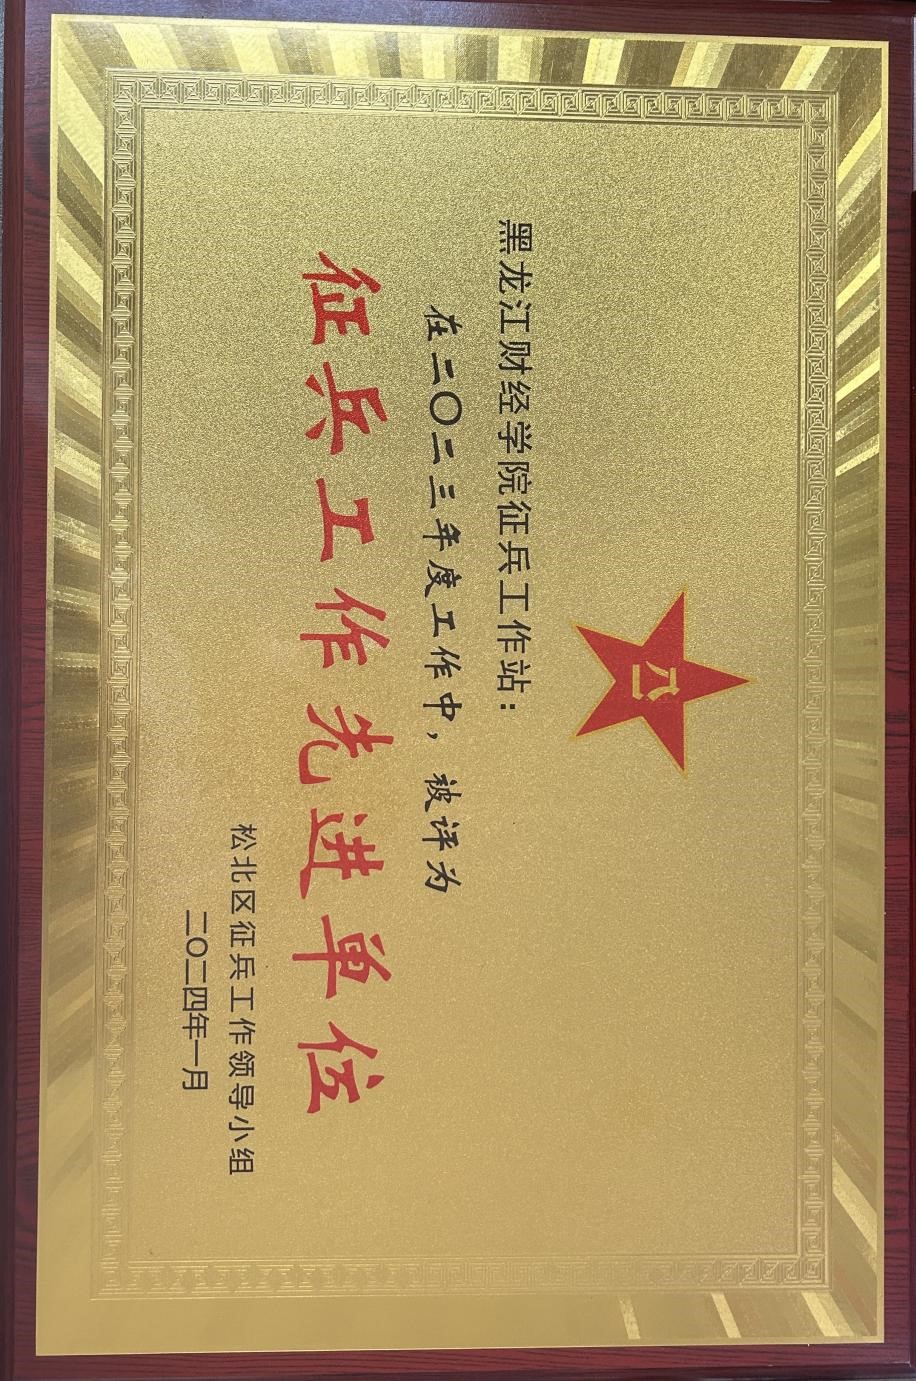 八一
黑龙江财经学院征兵工作站：
在二〇二三年度工作中，被评为
征兵工作先进单位
松北区征兵工作领导小组
二〇二四年一月